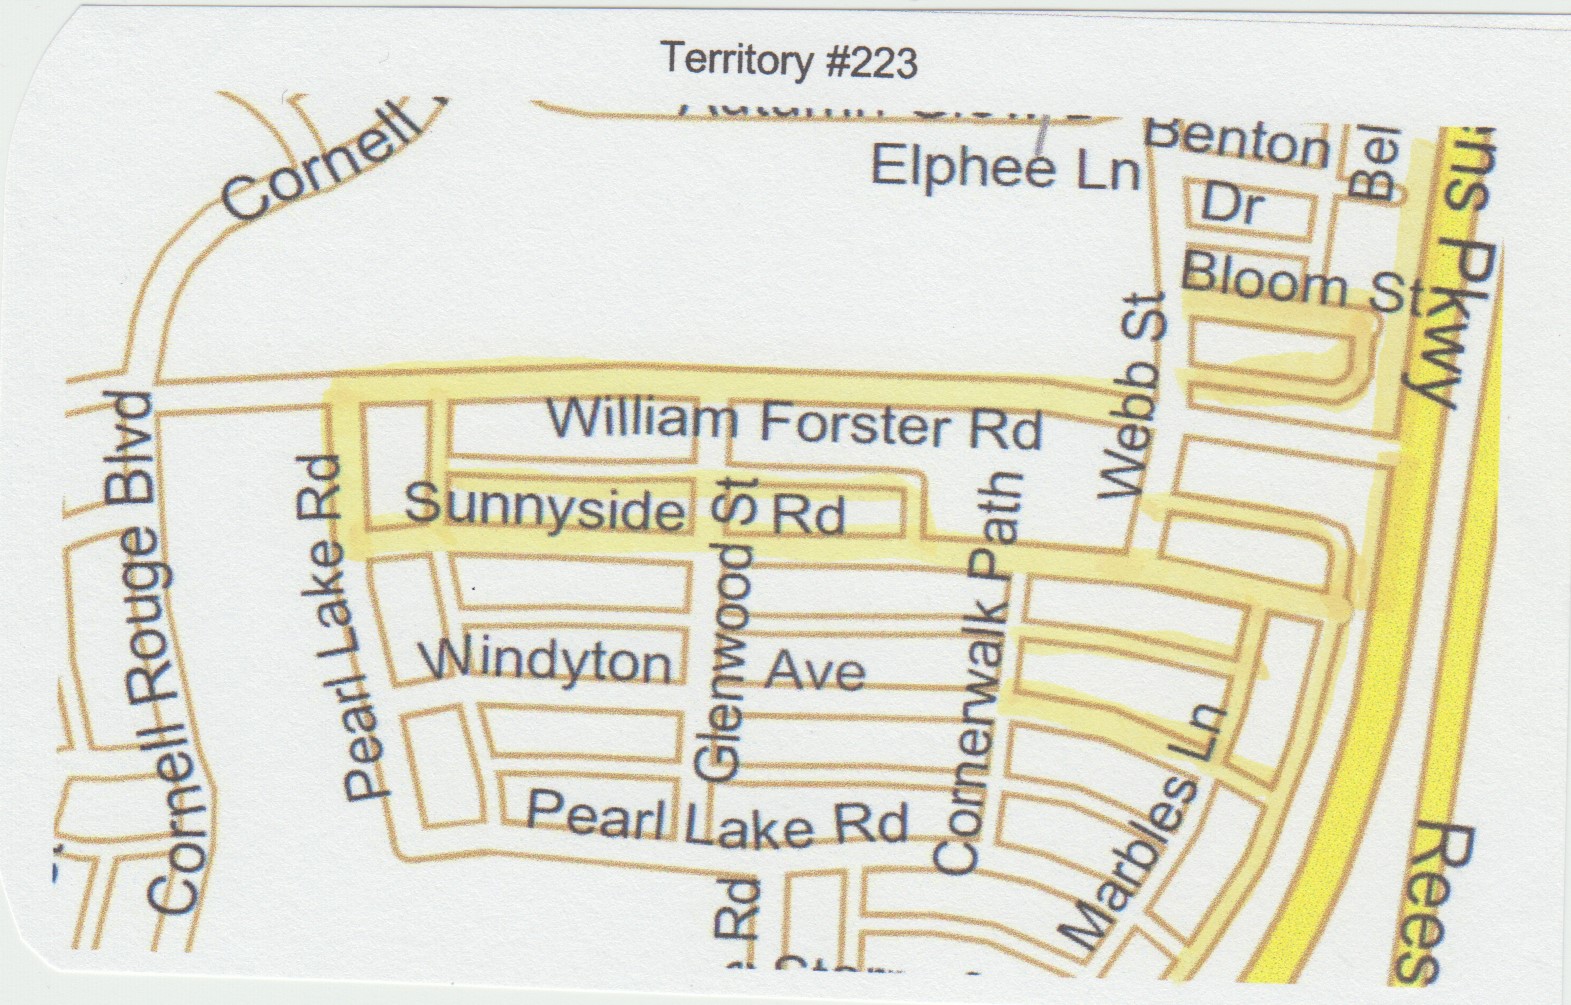 Territory #223
Cornell
Elphee Ln
Benton
Dr
Bel
ns Pkwy
Bloom St
Webb St
William Forster Rd
Cornell Rouge Blvd
Pearl Lake Rd
Sunnyside Rd
Glenwood St
Cornerwalk Path
Windyton Ave
Marbles Ln
Pearl Lake Rd
Rd
Rees